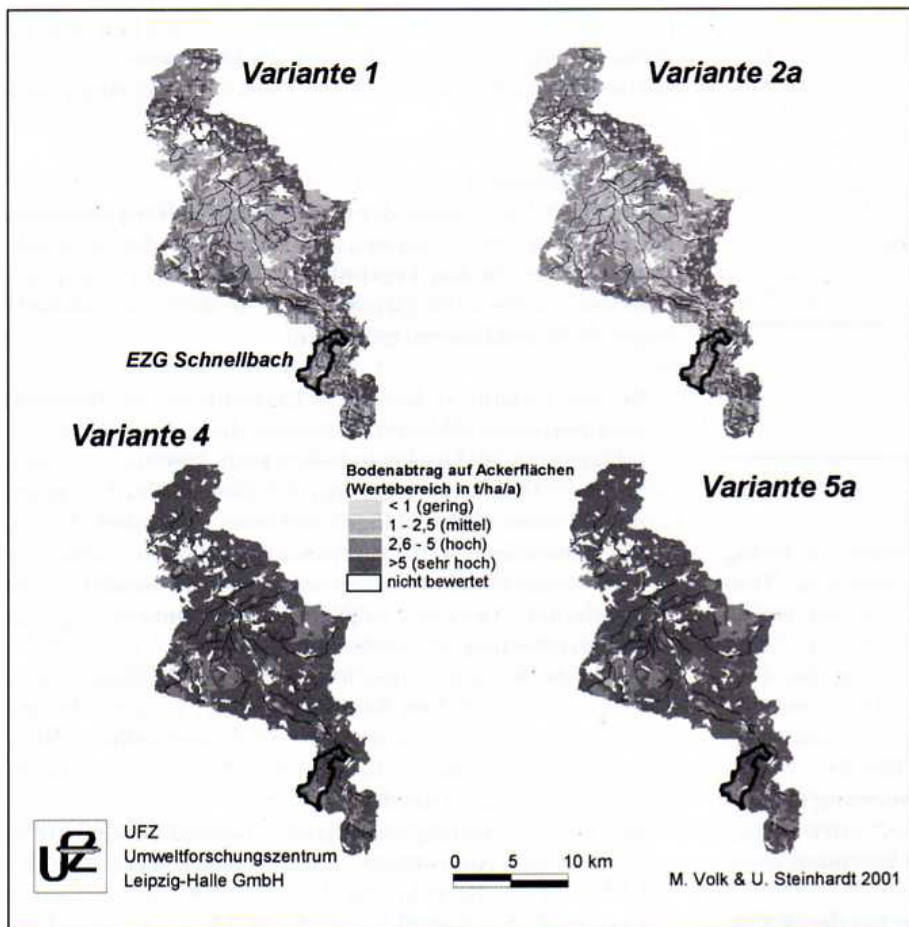 Variante 1
Variante 2a
EZG Schnellbach
Variante 4
Variante 5a
Bodenabtrag auf Ackerflächen
(Wertebereich in t/ha/a)
< 1 (gering)
1 - 2,5 (mittel)
2,6 - 5 (hoch)
>5 (sehr hoch)
nicht bewertet
UFZ
UFZ
Umweltforschungszentrum
Leipzig-Halle GmbH
0 5 10 km
M. Volk & U. Steinhardt 2001